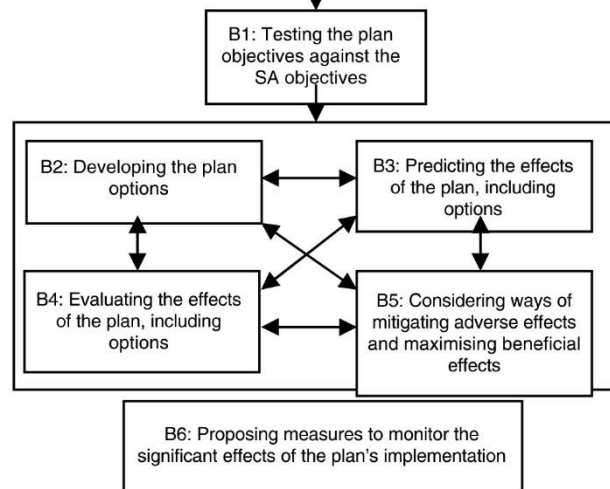 B1: Testing the plan
objectives against the
SA objectives
B2: Developing the plan
options
B3: Predicting the effects
of the plan, including
options
B4: Evaluating the effects
of the plan, including
options
B5: Considering ways of
mitigating adverse effects
and maximising beneficial
effects
B6: Proposing measures to monitor the
significant effects of the plan's implementation